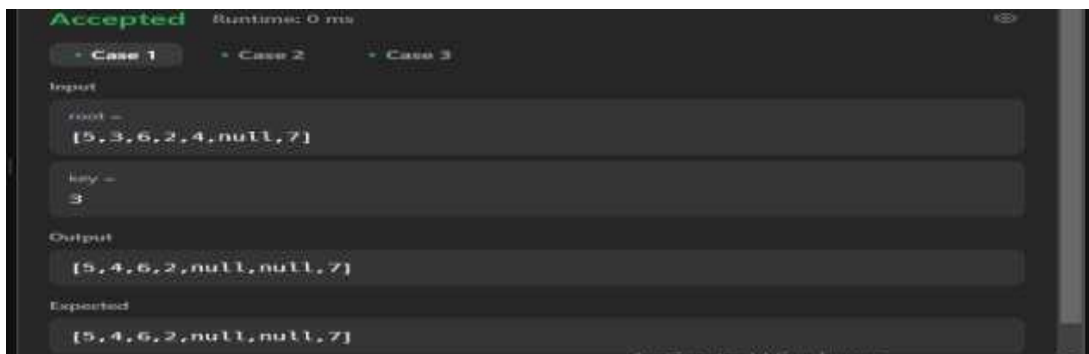 Accepted Runtime: 0 ms
Case 1 Case 2 Case 3
Input
root =
[5,3,6,2,4,null,7]
key =
3
Output
[5,4,6,2,null,null,7]
Expected
[5,4,6,2,null,null,7]